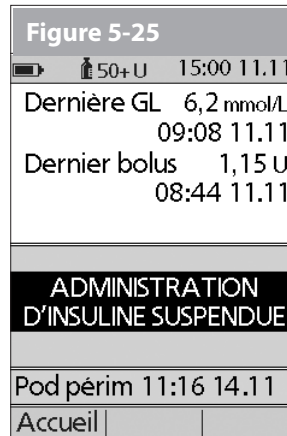 Figure 5-25
50+ U 15:00 11.11
Dernière GL 6,2 mmol/L
09:08 11.11
Dernier bolus 1,15 U
08:44 11.11
ADMINISTRATION
D'INSULINE SUSPENDUE
Pod périm 11:16 14.11
Accueil